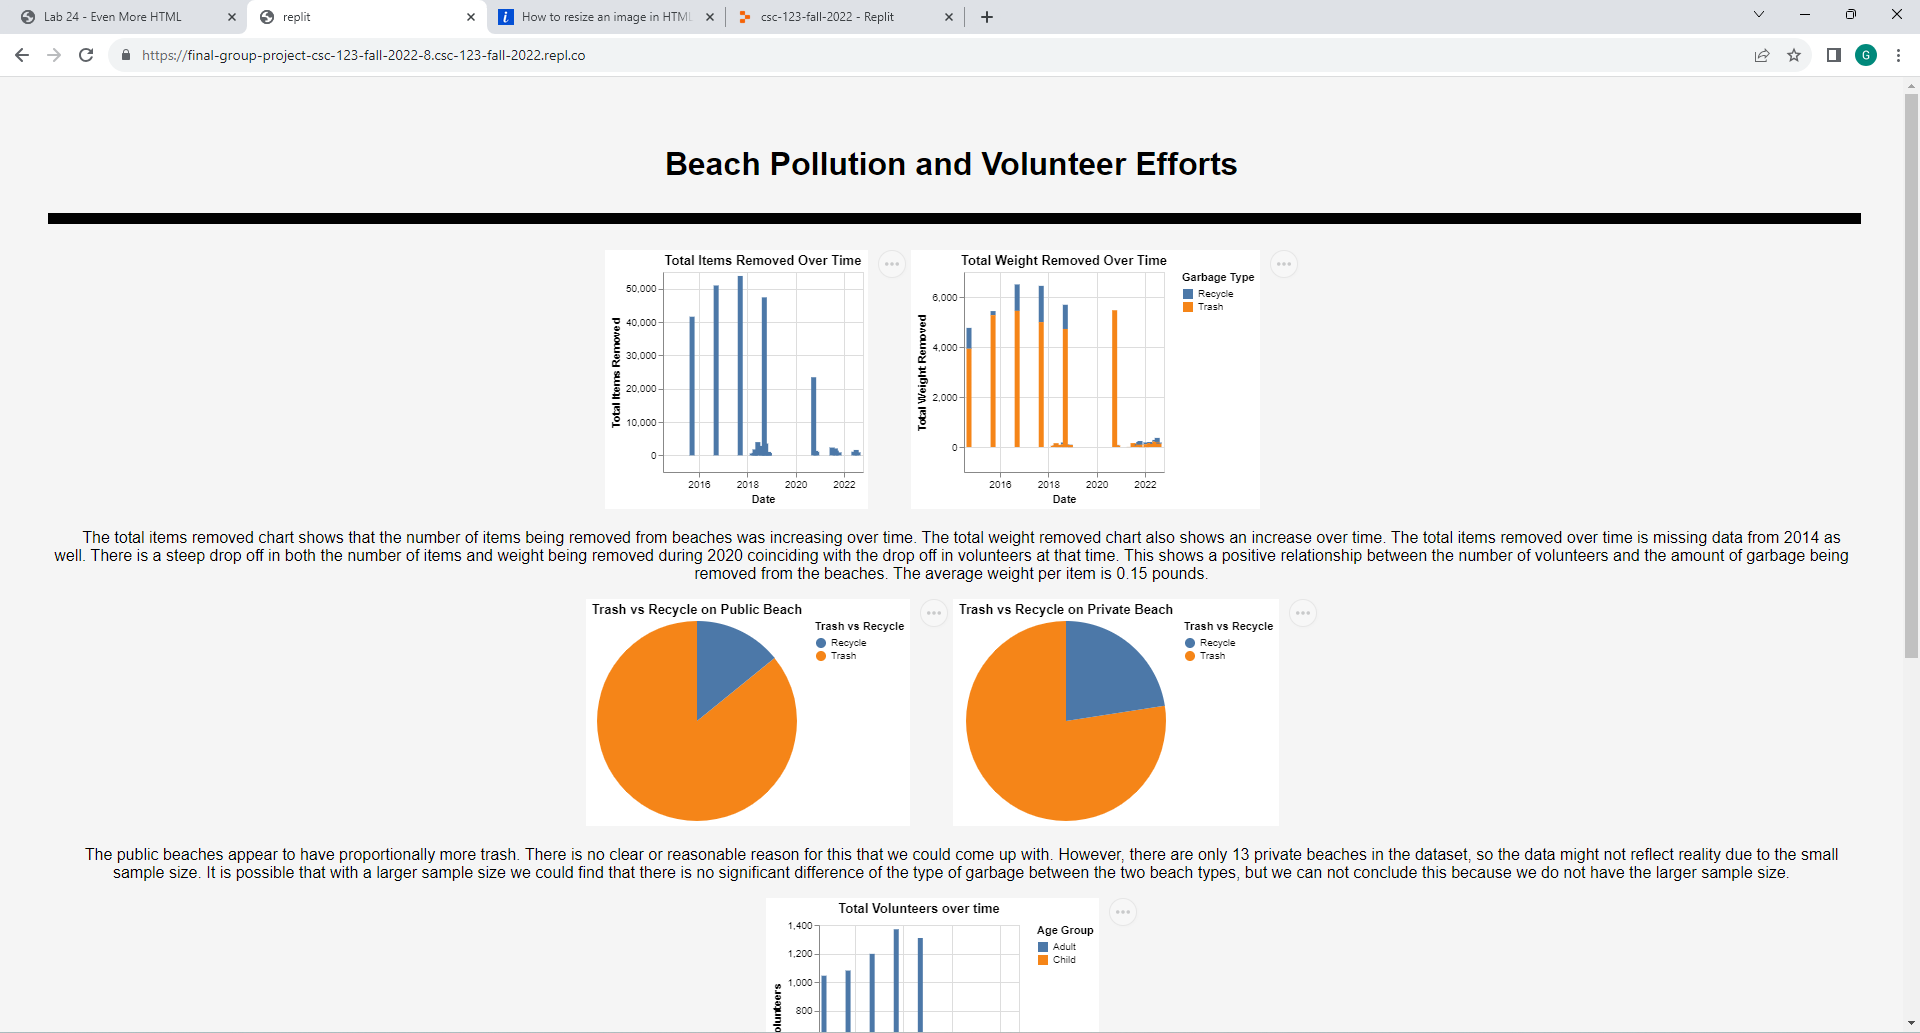 Lab 24 - Even More HTML
replit
How to resize an image in HTML
csc-123-fall-2022 - Replit
https://final-group-project-csc-123-fall-2022-8.csc-123-fall-2022.repl.co
G
Beach Pollution and Volunteer Efforts
Total Items Removed Over Time
50,000
40,000
30,000
20,000
10,000
0
Total Items Removed
2016 2018 2020 2022
Date
Total Weight Removed Over Time
6,000
4,000
2,000
0
Total Weight Removed
2016 2018 2020 2022
Date
Garbage Type
Recycle
Trash
The total items removed chart shows that the number of items being removed from beaches was increasing over time. The total weight removed chart also shows an increase over time. The total items removed over time is missing data from 2014 as
well. There is a steep drop off in both the number of items and weight being removed during 2020 coinciding with the drop off in volunteers at that time. This shows a positive relationship between the number of volunteers and the amount of garbage being
removed from the beaches. The average weight per item is 0.15 pounds.
Trash vs Recycle on Public Beach
Trash vs Recycle
Recycle
Trash
Trash vs Recycle on Private Beach
Trash vs Recycle
Recycle
Trash
The public beaches appear to have proportionally more trash. There is no clear or reasonable reason for this that we could come up with. However, there are only 13 private beaches in the dataset, so the data might not reflect reality due to the small
sample size. It is possible that with a larger sample size we could find that there is no significant difference of the type of garbage between the two beach types, but we can not conclude this because we do not have the larger sample size.
Total Volunteers over time
1,400
1,200
1,000
800
olunteers
Age Group
Adult
Child